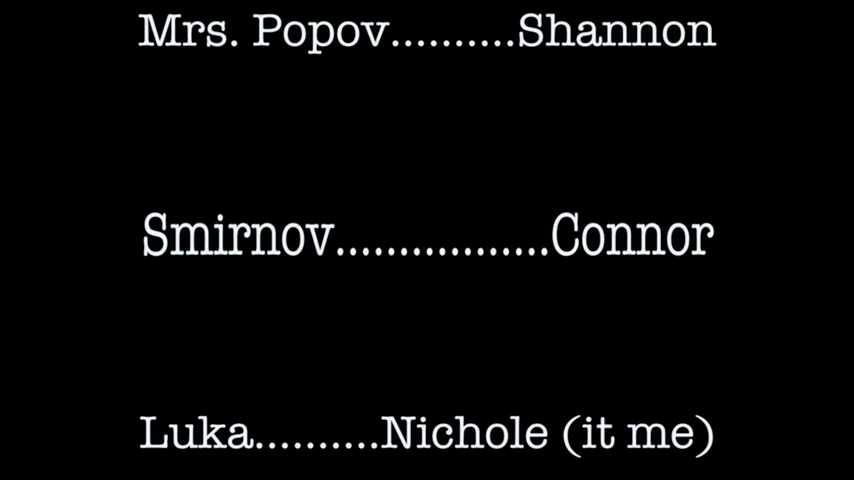 Mrs. Popov..........Shannon
Smirnov.................Connor
Luka..........Nichole (it me)